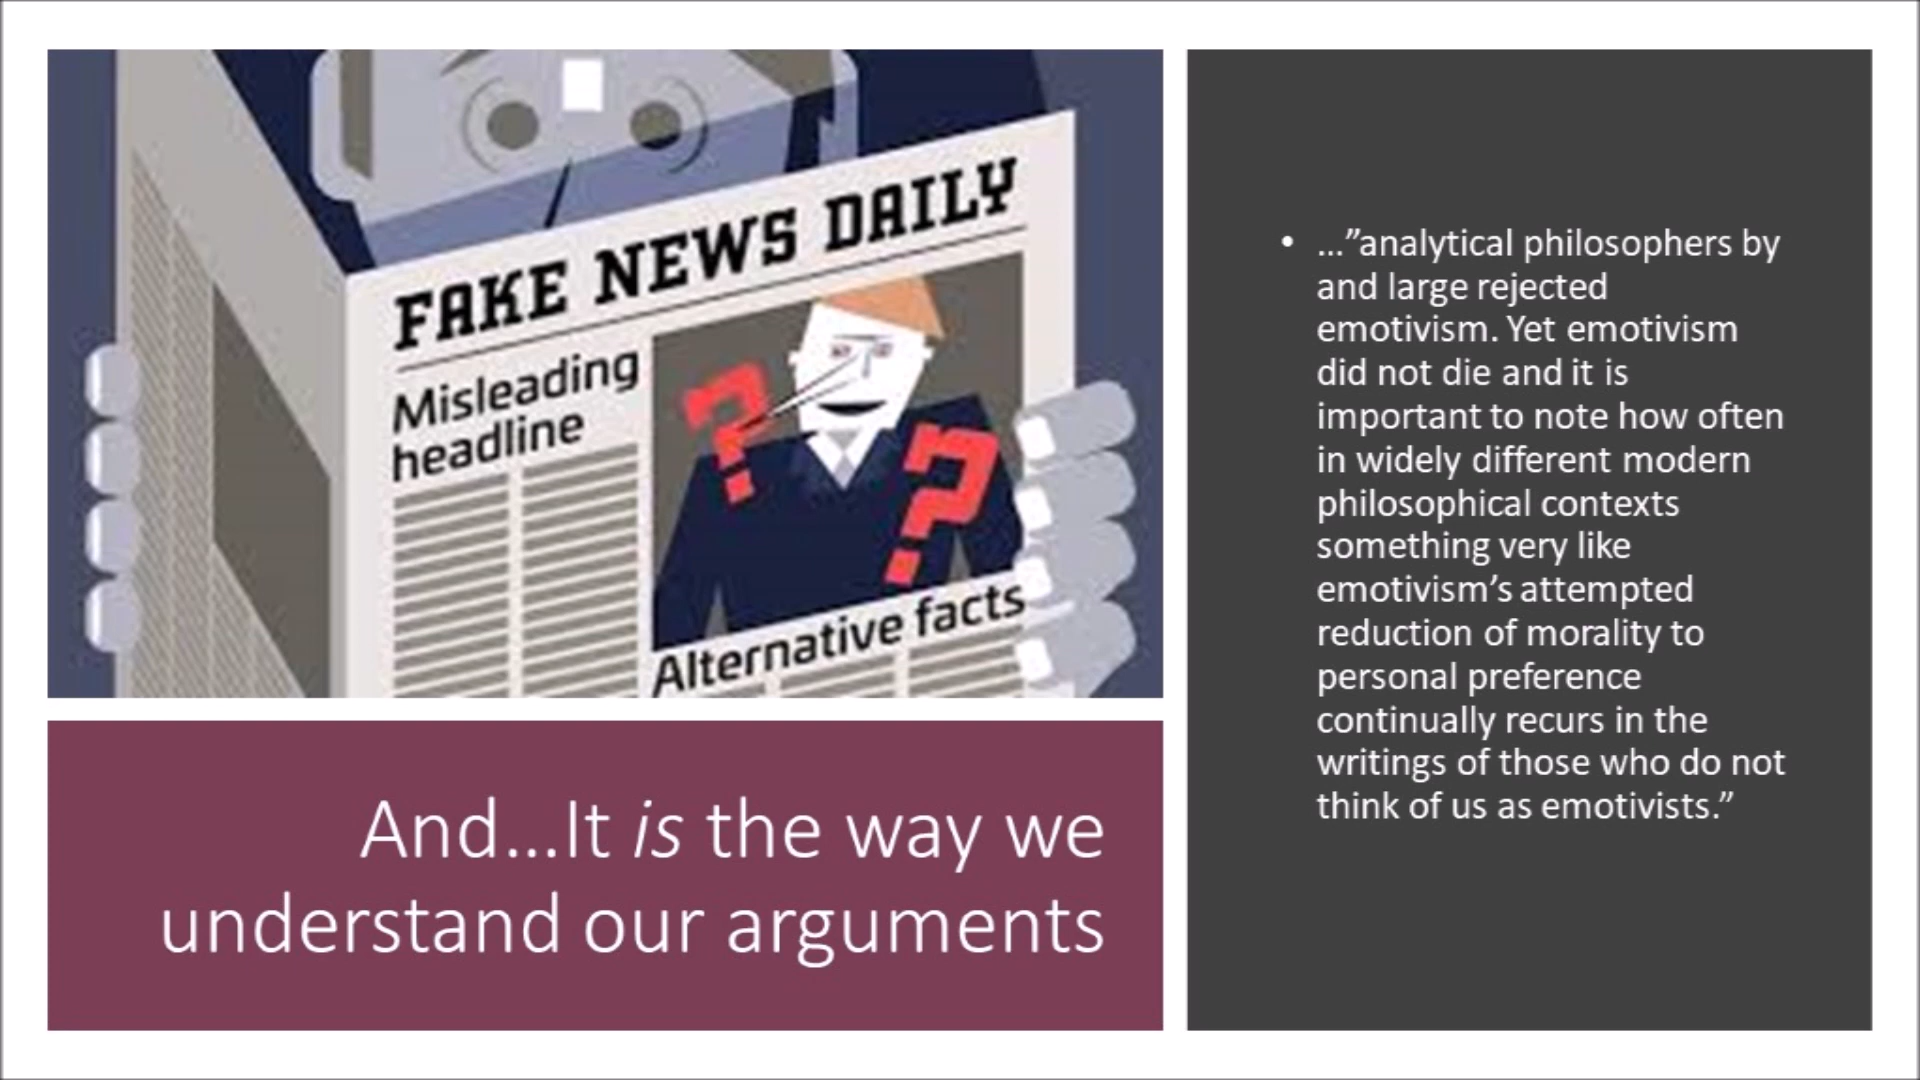 FAKE NEWS DAILY
Misleading
headline
?
?
Alternative facts
And...It is the way we
understand our arguments
• ...”analytical philosophers by
and large rejected
emotivism. Yet emotivism
did not die and it is
important to note how often
in widely different modern
philosophical contexts
something very like
emotivism’s attempted
reduction of morality to
personal preference
continually recurs in the
writings of those who do not
think of us as emotivists.”